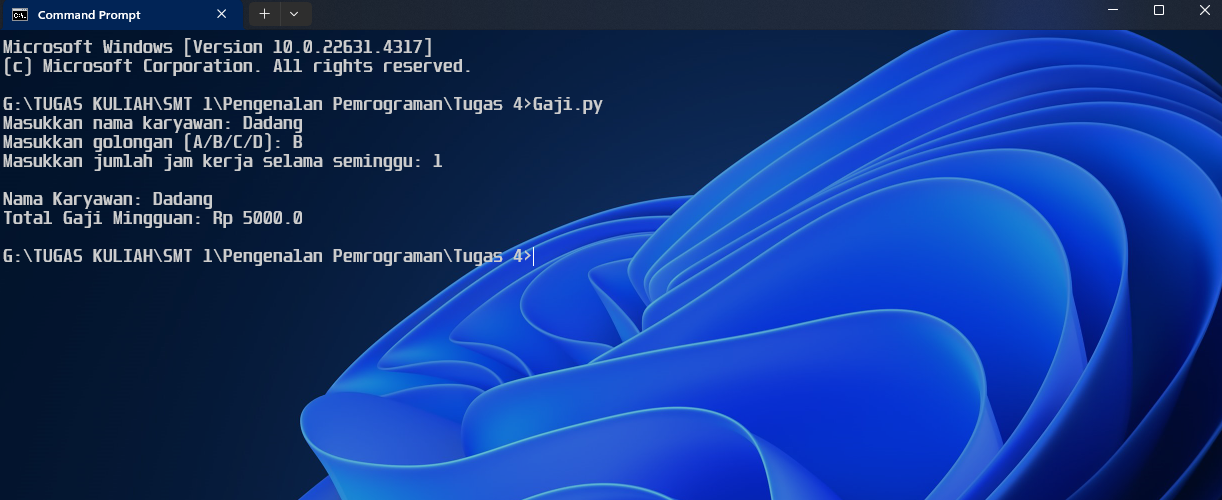 Command Prompt
Microsoft Windows [Version 10.0.22631.4317]
(c) Microsoft Corporation. All rights reserved.
G:\TUGAS KULIAH\SMT 1\Pengenalan Pemrograman\Tugas 4>Gaji.py
Masukkan nama karyawan: Dadang
Masukkan golongan (A/B/C/D): B
Masukkan jumlah jam kerja selama seminggu: 1
Nama Karyawan: Dadang
Total Gaji Mingguan: Rp 5000.0
G:\TUGAS KULIAH\SMT 1\Pengenalan Pemrograman\Tugas 4>